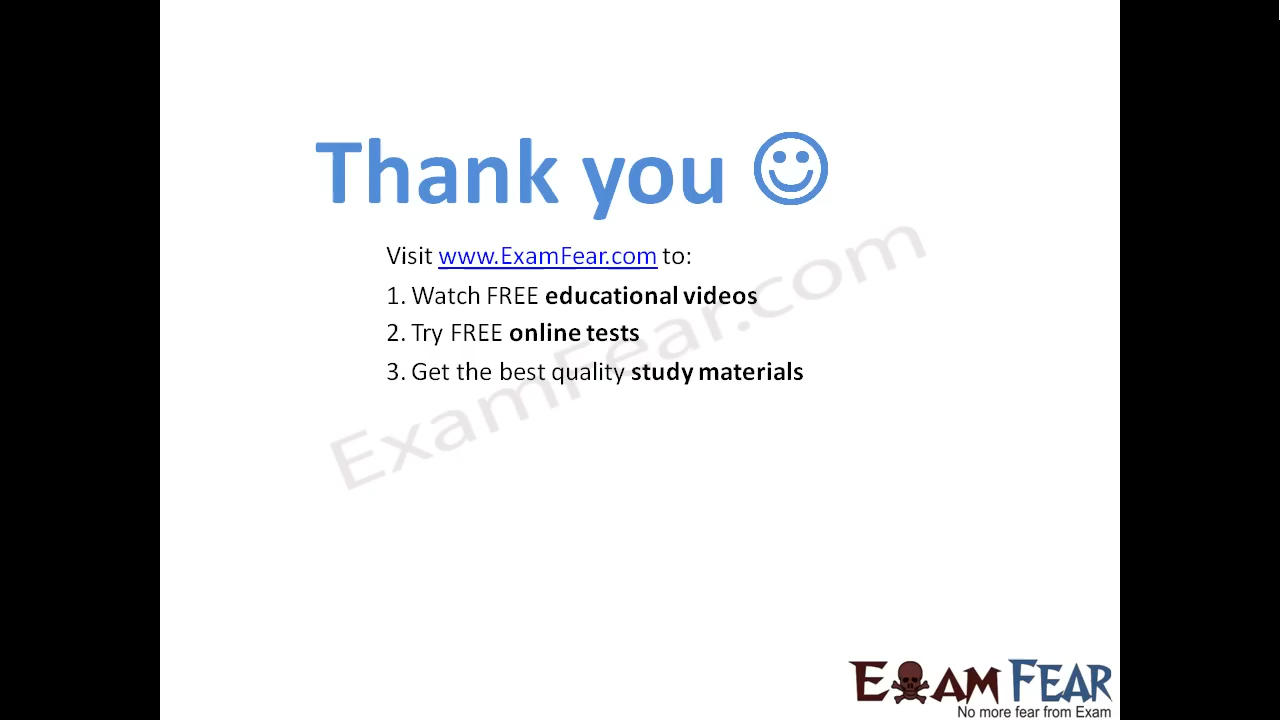 Thank you ☺
Visit www.ExamFear.com to:
1. Watch FREE educational videos
2. Try FREE online tests
3. Get the best quality study materials
ExamFear.com
EXAM FEAR
No more fear from Exam